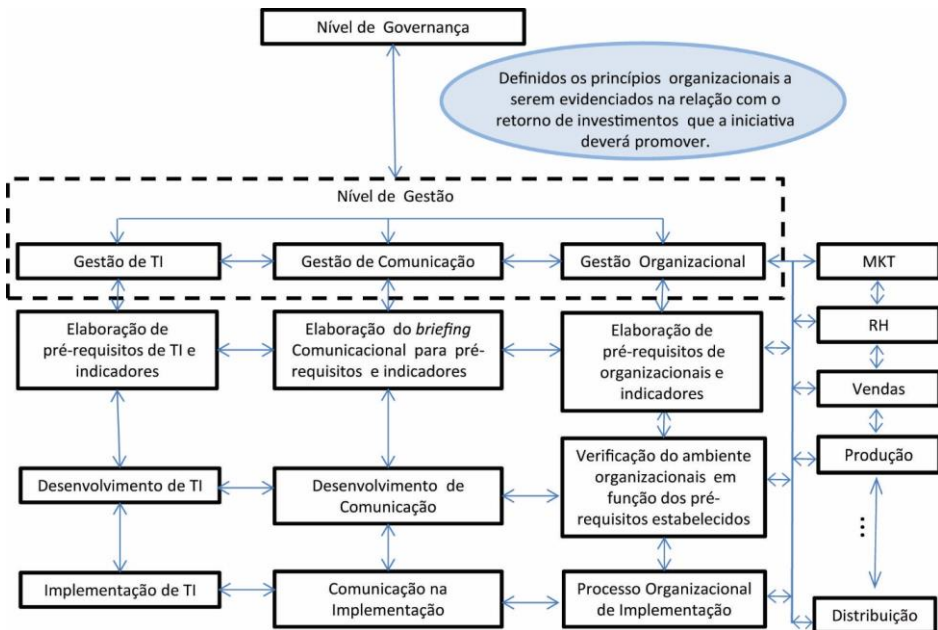 Nível de Governança
Definidos os princípios organizacionais a
serem evidenciados na relação com o
retorno de investimentos que a iniciativa
deverá promover.
Nível de Gestão
Gestão de TI
Gestão de Comunicação
Gestão Organizacional
MKT
Elaboração de
pré-requisitos de TI e
indicadores
Elaboração do briefing
Comunicacional para pré-
requisitos e indicadores
Elaboração de
pré-requisitos de
organizacionais e
indicadores
RH
Vendas
Produção
Desenvolvimento de TI
Desenvolvimento de
Comunicação
Verificação do ambiente
organizacionais em
função dos pré-
requisitos estabelecidos
...
Implementação de TI
Comunicação na
Implementação
Processo Organizacional
de Implementação
Distribuição